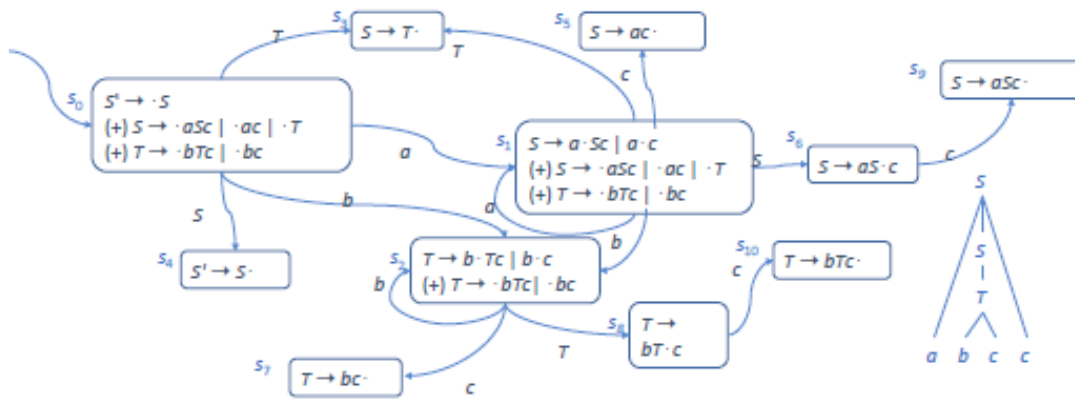 s₃
S → T·
T
T
s₅
S → ac·
c
s₉
S → aSc·
s₀
S' → ·S
(+) S → ·aSc | ·ac | ·T
(+) T → ·bTc | ·bc
a
s₁
S → a·Sc | a·c
(+) S → ·aSc | ·ac | ·T
(+) T → ·bTc | ·bc
S
s₆
S → aS·c
c
S
b
a
b
S
s₄
S' → S·
s₂
T → b·Tc | b·c
(+) T → ·bTc| ·bc
b
s₁₀
T → bTc·
c
S
T
s₈
T →
bT·c
T
a b c c
s₇
T → bc·
c